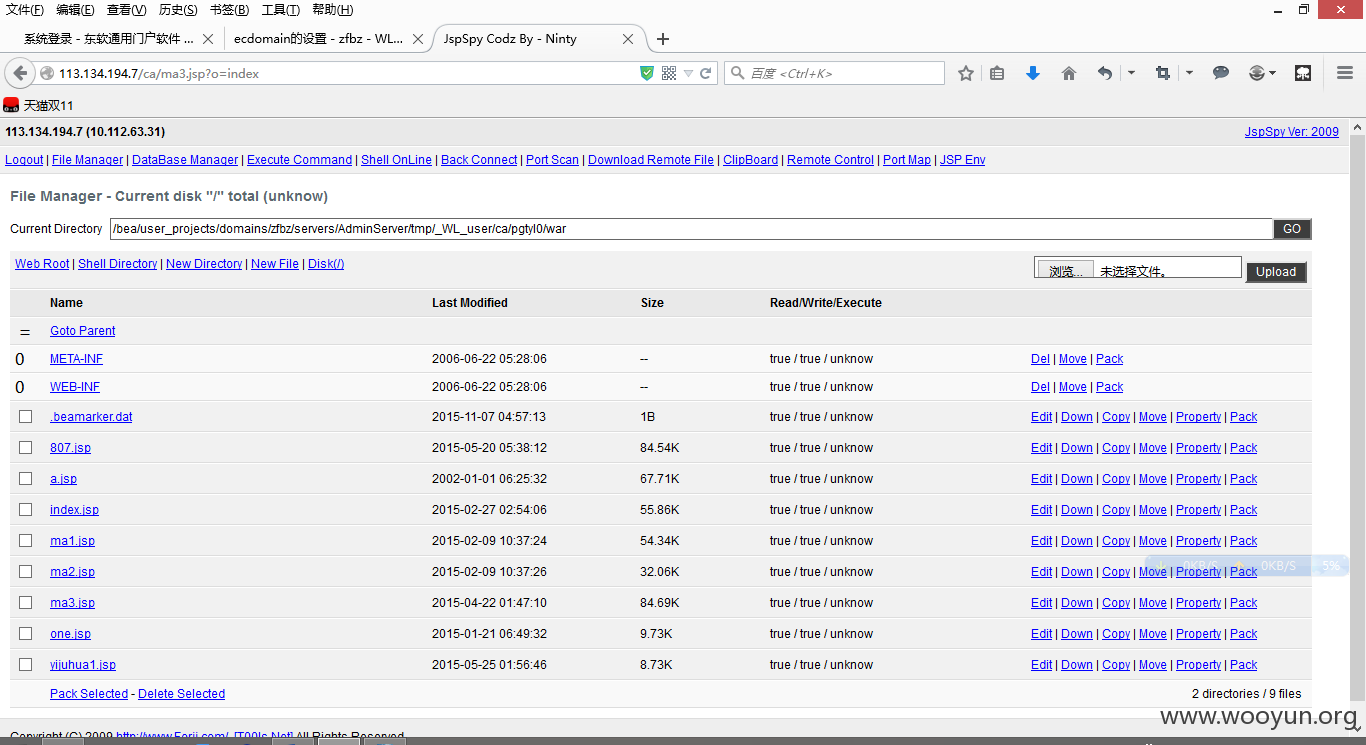 文件(F) 编辑(E) 查看(V) 历史(S) 书签(B) 工具(T) 帮助(H)
系统登录 - 东软通用门户软件 ... ecdomain的设置 - zfbz - WL... JspSpy Codz By - Ninty
113.134.194.7/ca/ma3.jsp?o=index 百度 <Ctrl+K>
天猫双11
113.134.194.7 (10.112.63.31) JspSpy Ver: 2009
Logout | File Manager | DataBase Manager | Execute Command | Shell OnLine | Back Connect | Port Scan | Download Remote File | ClipBoard | Remote Control | Port Map | JSP Env
File Manager - Current disk "/" total (unknow)
Current Directory /bea/user_projects/domains/zfbz/servers/AdminServer/tmp/_WL_user/ca/pgtyl0/war GO
Web Root | Shell Directory | New Directory | New File | Disk(/) 浏览... 未选择文件。 Upload
Name Last Modified Size Read/Write/Execute
= Goto Parent
0 META-INF 2006-06-22 05:28:06 -- true / true / unknow Del | Move | Pack
0 WEB-INF 2006-06-22 05:28:06 -- true / true / unknow Del | Move | Pack
.beamarker.dat 2015-11-07 04:57:13 1B true / true / unknow Edit | Down | Copy | Move | Property | Pack
807.jsp 2015-05-20 05:38:12 84.54K true / true / unknow Edit | Down | Copy | Move | Property | Pack
a.jsp 2002-01-01 06:25:32 67.71K true / true / unknow Edit | Down | Copy | Move | Property | Pack
index.jsp 2015-02-27 02:54:06 55.86K true / true / unknow Edit | Down | Copy | Move | Property | Pack
ma1.jsp 2015-02-09 10:37:24 54.34K true / true / unknow Edit | Down | Copy | Move | Property | Pack
ma2.jsp 2015-02-09 10:37:26 32.06K true / true / unknow Edit | Down | Copy | Move | Property | Pack
0KB/S 0KB/S 5%
ma3.jsp 2015-04-22 01:47:10 84.69K true / true / unknow Edit | Down | Copy | Move | Property | Pack
one.jsp 2015-01-21 06:49:32 9.73K true / true / unknow Edit | Down | Copy | Move | Property | Pack
yijuhua1.jsp 2015-05-25 01:56:46 8.73K true / true / unknow Edit | Down | Copy | Move | Property | Pack
Pack Selected - Delete Selected 2 directories / 9 files
www.wooyun.org
Copyright (C) 2009 http://www.Forjj.com/ [T00ls.Net] All Rights Reserved.